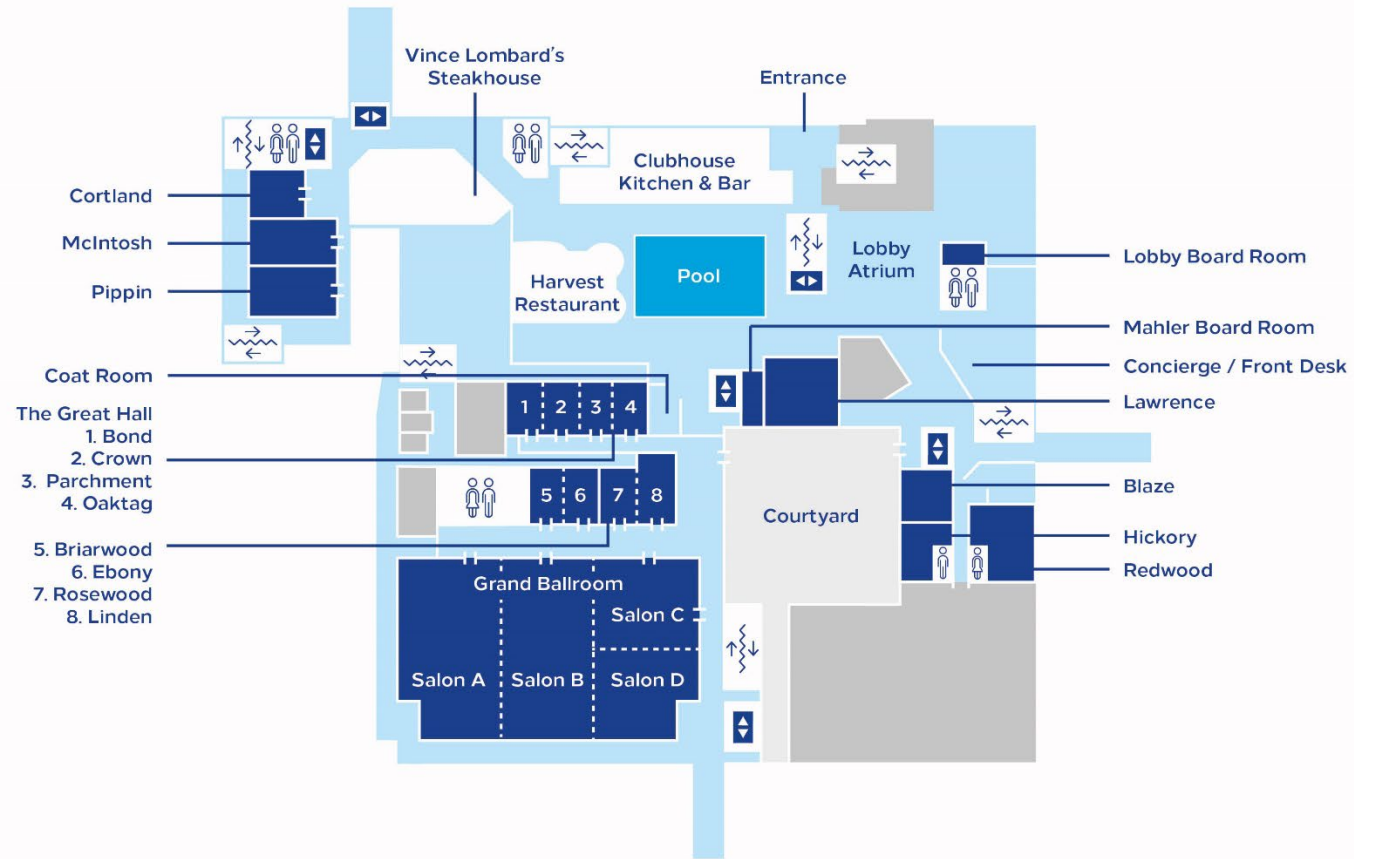 Vince Lombard's
Steakhouse
Entrance
Clubhouse
Kitchen & Bar
Cortland
McIntosh
Pippin
Harvest
Restaurant
Pool
Lobby
Atrium
Lobby Board Room
Mahler Board Room
Concierge / Front Desk
Lawrence
Coat Room
The Great Hall
1. Bond
2. Crown
3. Parchment
4. Oaktag
1
2
3
4
5. Briarwood
6. Ebony
7. Rosewood
8. Linden
5
6
7
8
Courtyard
Blaze
Hickory
Redwood
Grand Ballroom
Salon C
Salon A
Salon B
Salon D